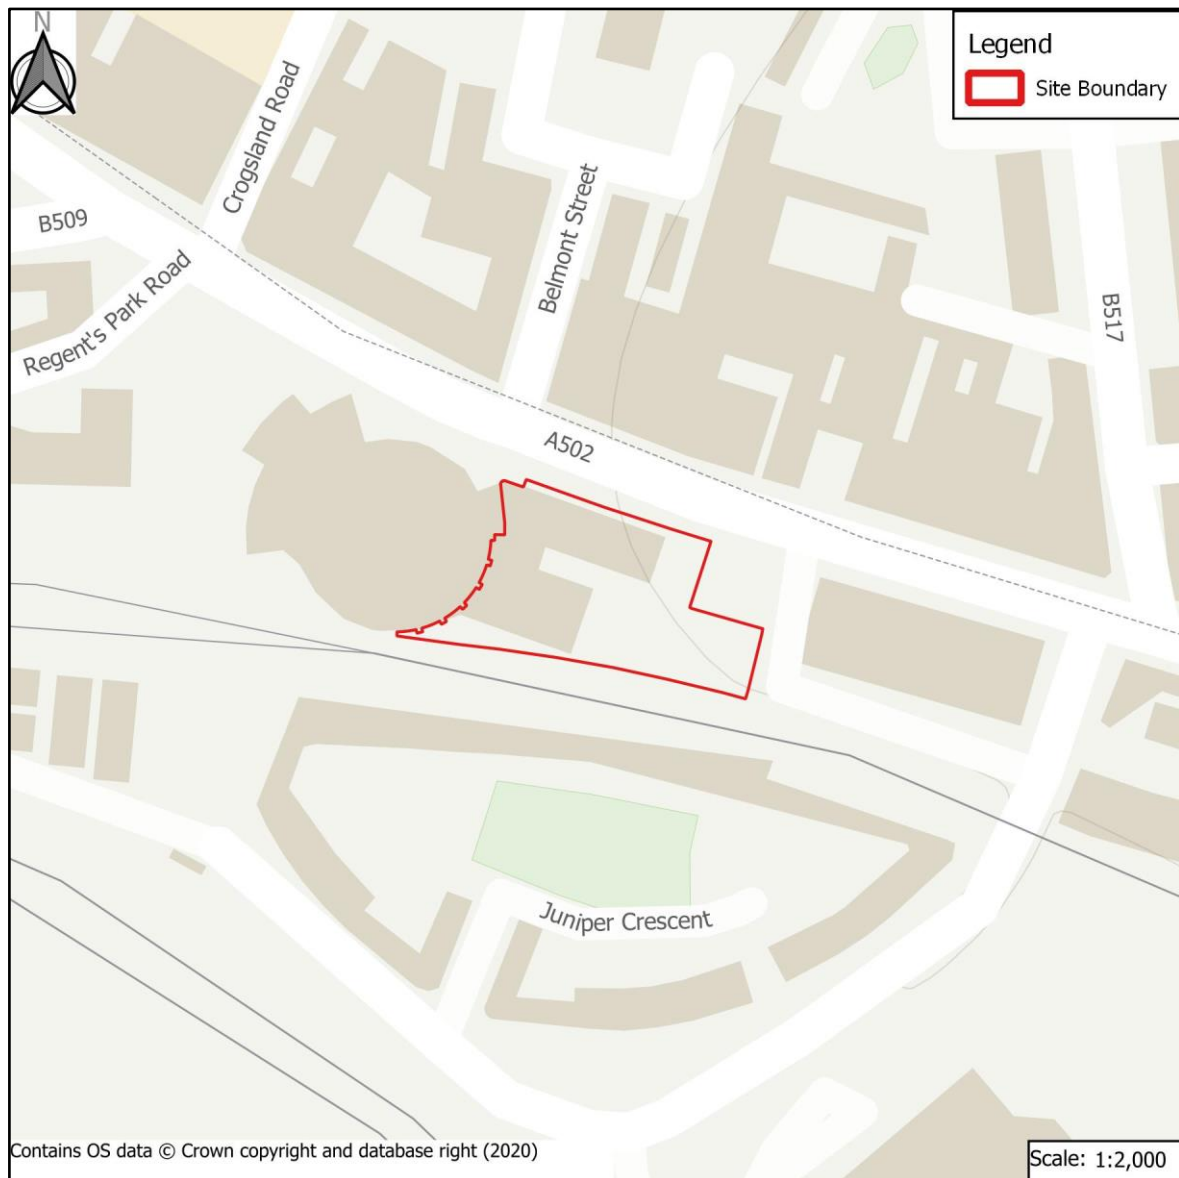 N
Legend
Site Boundary
Crogsland Road
B509
Regent's Park Road
Belmont Street
B517
A502
Juniper Crescent
Contains OS data © Crown copyright and database right (2020)
Scale: 1:2,000